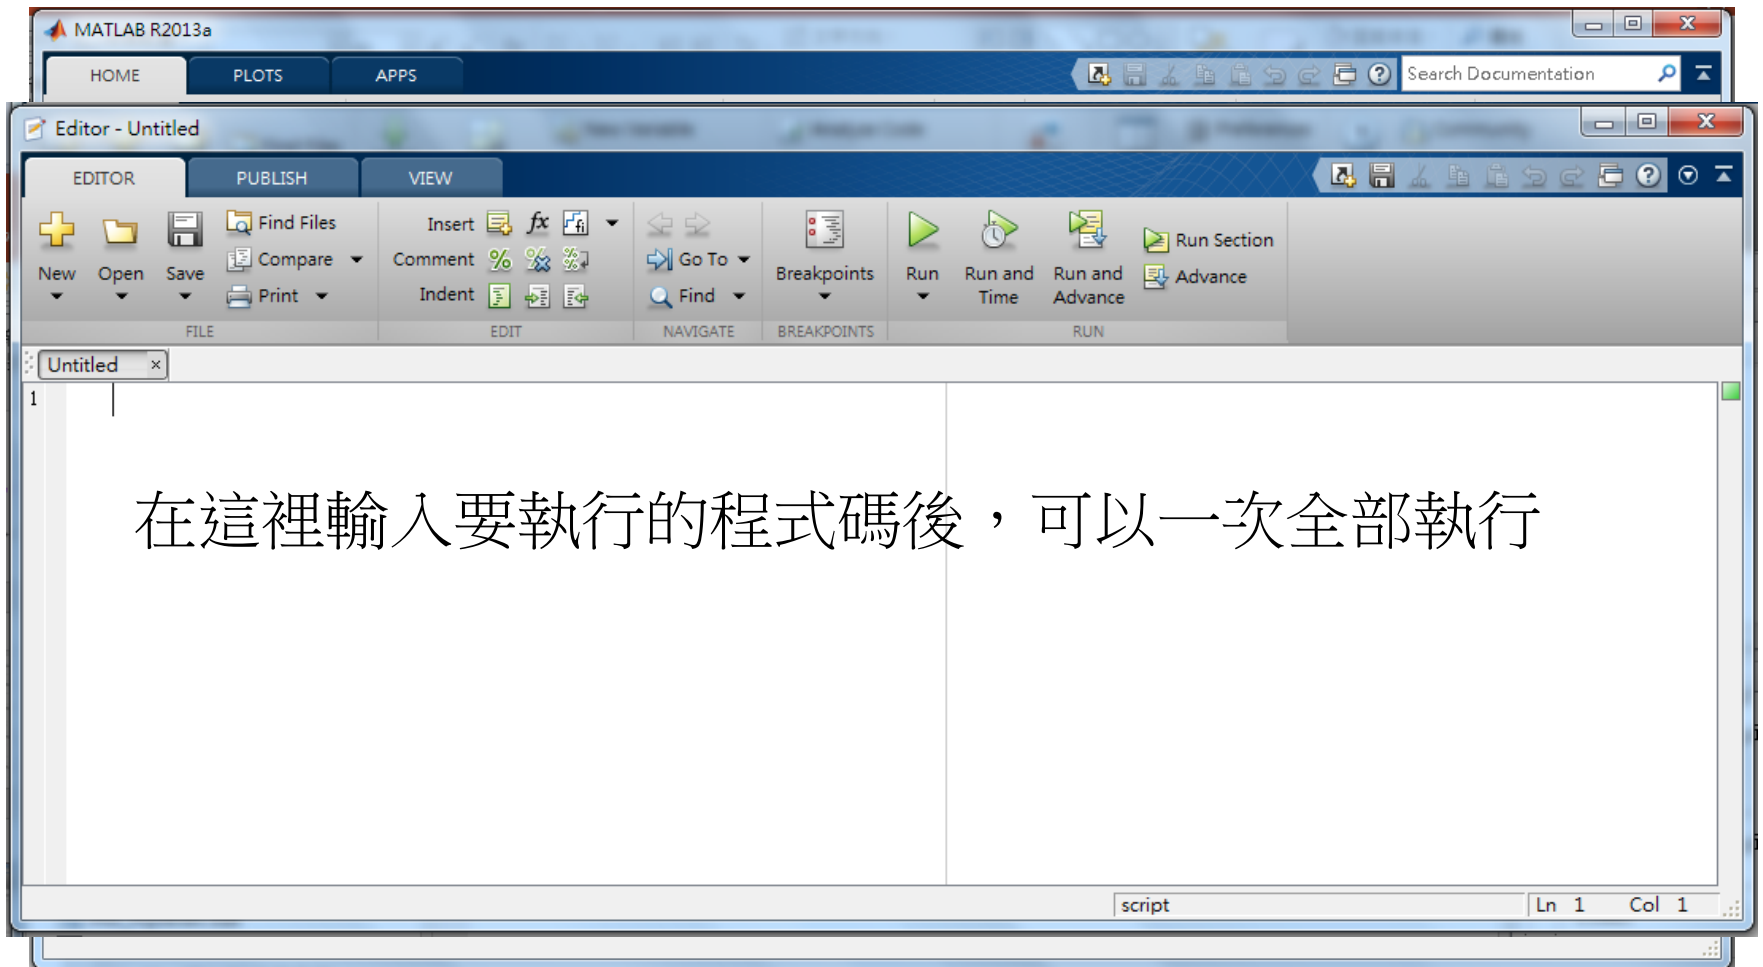 MATLAB R2013a
HOME PLOTS APPS Search Documentation
Editor - Untitled
EDITOR PUBLISH VIEW
New Open Save Find Files Compare Print
FILE
Insert fx fi
Comment % %
Indent
EDIT
Go To
Find
NAVIGATE
Breakpoints
BREAKPOINTS
Run Run and Time Run and Advance Run Section Advance
RUN
Untitled ×
1
在這裡輸入要執行的程式碼後，可以一次全部執行
script Ln 1 Col 1